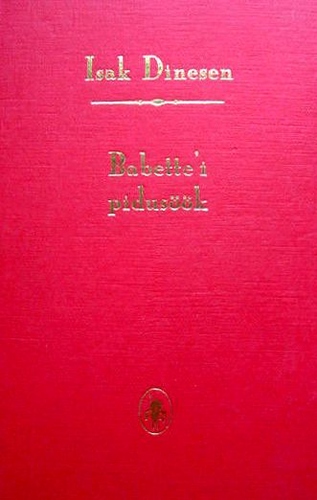 Isak Dinesen
Babette'i
pidusöök